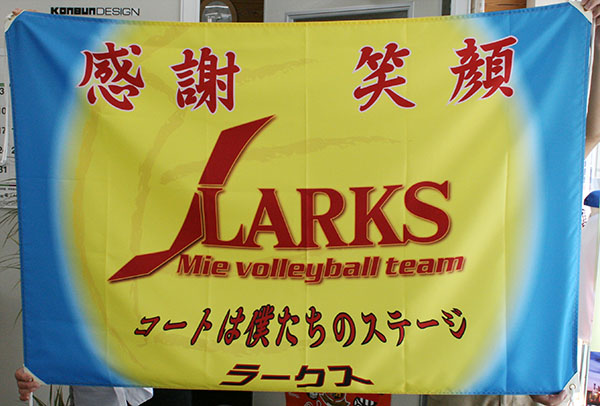 KONBUN DESIGN
感謝 笑顔
LARKS
Mie volleyball team
コートは僕たちのステージ
ラークス